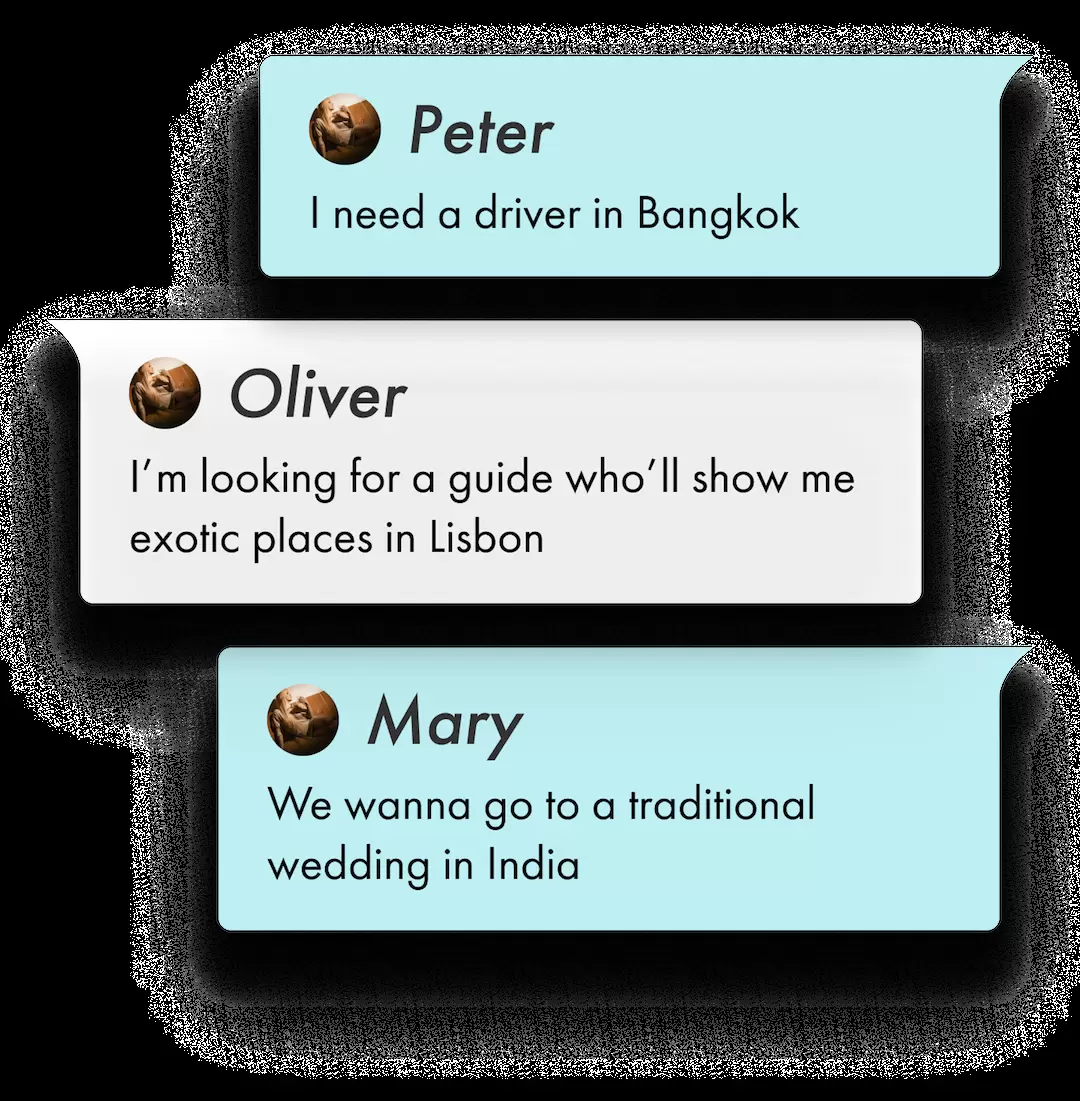 Peter
I need a driver in Bangkok
Oliver
I’m looking for a guide who’ll show me
exotic places in Lisbon
Mary
We wanna go to a traditional
wedding in India